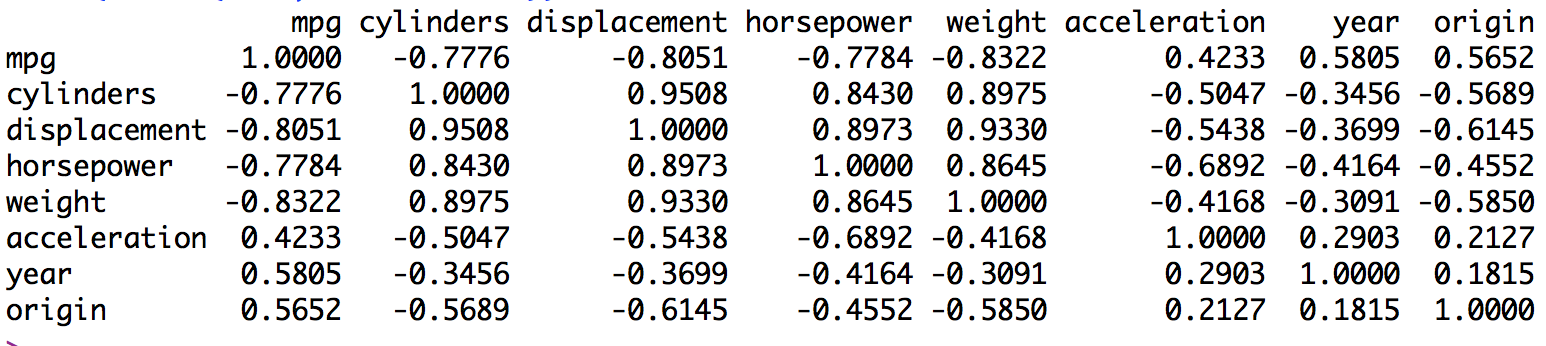 mpg cylinders displacement horsepower weight acceleration year origin
mpg 1.0000 -0.7776 -0.8051 -0.7784 -0.8322 0.4233 0.5805 0.5652
cylinders -0.7776 1.0000 0.9508 0.8430 0.8975 -0.5047 -0.3456 -0.5689
displacement -0.8051 0.9508 1.0000 0.8973 0.9330 -0.5438 -0.3699 -0.6145
horsepower -0.7784 0.8430 0.8973 1.0000 0.8645 -0.6892 -0.4164 -0.4552
weight -0.8322 0.8975 0.9330 0.8645 1.0000 -0.4168 -0.3091 -0.5850
acceleration 0.4233 -0.5047 -0.5438 -0.6892 -0.4168 1.0000 0.2903 0.2127
year 0.5805 -0.3456 -0.3699 -0.4164 -0.3091 0.2903 1.0000 0.1815
origin 0.5652 -0.5689 -0.6145 -0.4552 -0.5850 0.2127 0.1815 1.0000